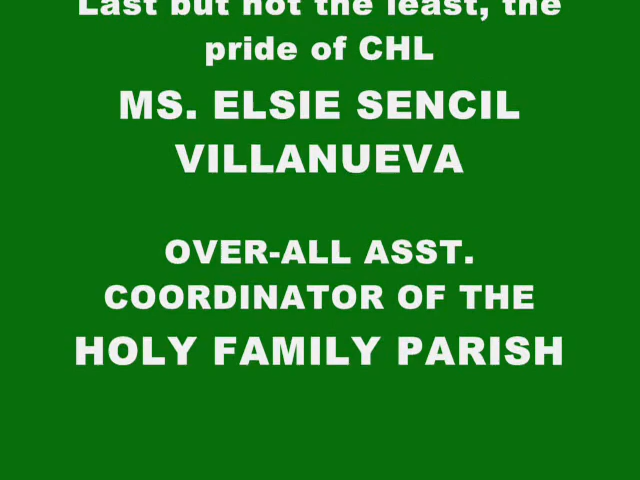 Last but not the least, the
pride of CHL
MS. ELSIE SENCIL
VILLANUEVA
OVER-ALL ASST.
COORDINATOR OF THE
HOLY FAMILY PARISH